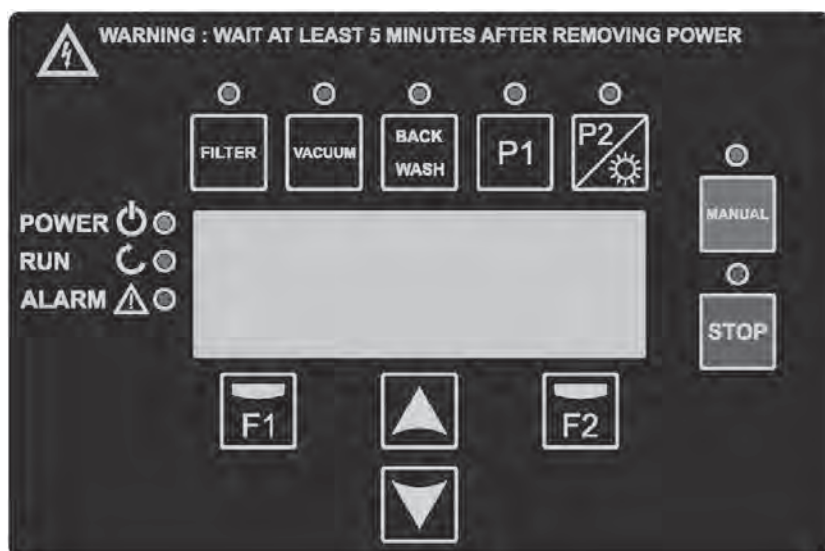 WARNING : WAIT AT LEAST 5 MINUTES AFTER REMOVING POWER
FILTER
VACUUM
BACK
WASH
P1
P2
MANUAL
POWER
RUN
ALARM
STOP
F1
F2